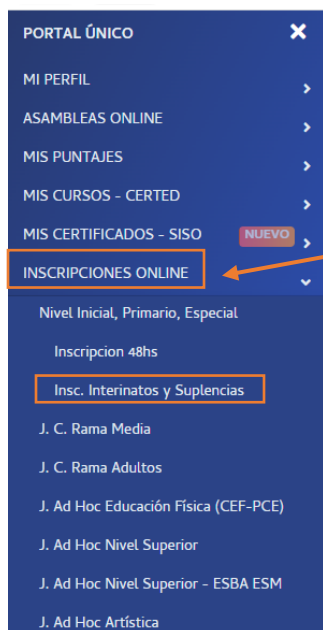 PORTAL ÚNICO
MI PERFIL
ASAMBLEAS ONLINE
MIS PUNTAJES
MIS CURSOS - CERTED
MIS CERTIFICADOS - SISO NUEVO
INSCRIPCIONES ONLINE
Nivel Inicial, Primario, Especial
Inscripcion 48hs
Insc. Interinatos y Suplencias
J. C. Rama Media
J. C. Rama Adultos
J. Ad Hoc Educación Física (CEF-PCE)
J. Ad Hoc Nivel Superior
J. Ad Hoc Nivel Superior - ESBA ESM
J. Ad Hoc Artística